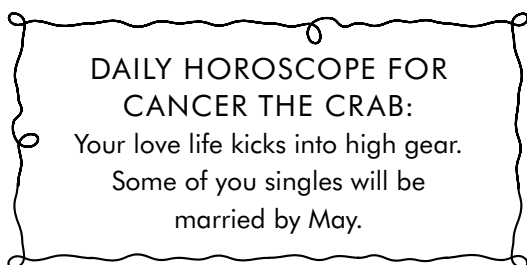 DAILY HOROSCOPE FOR
CANCER THE CRAB:
Your love life kicks into high gear.
Some of you singles will be
married by May.